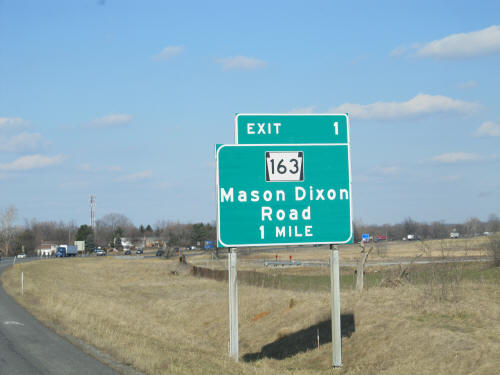 EXIT 1
163
Mason Dixon
Road
1 MILE